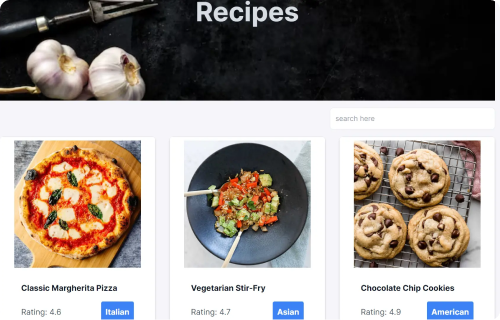 Recipes
search here
Classic Margherita Pizza
Rating: 4.6
Italian
Vegetarian Stir-Fry
Rating: 4.7
Asian
Chocolate Chip Cookies
Rating: 4.9
American